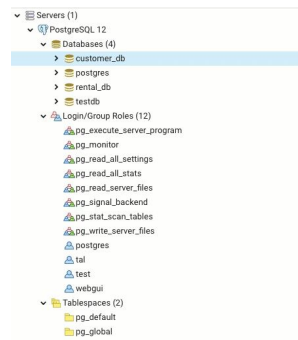 Servers (1)
PostgreSQL 12
Databases (4)
customer_db
postgres
rental_db
testdb
Login/Group Roles (12)
pg_execute_server_program
pg_monitor
pg_read_all_settings
pg_read_all_stats
pg_read_server_files
pg_signal_backend
pg_stat_scan_tables
pg_write_server_files
postgres
tal
test
webgui
Tablespaces (2)
pg_default
pg_global